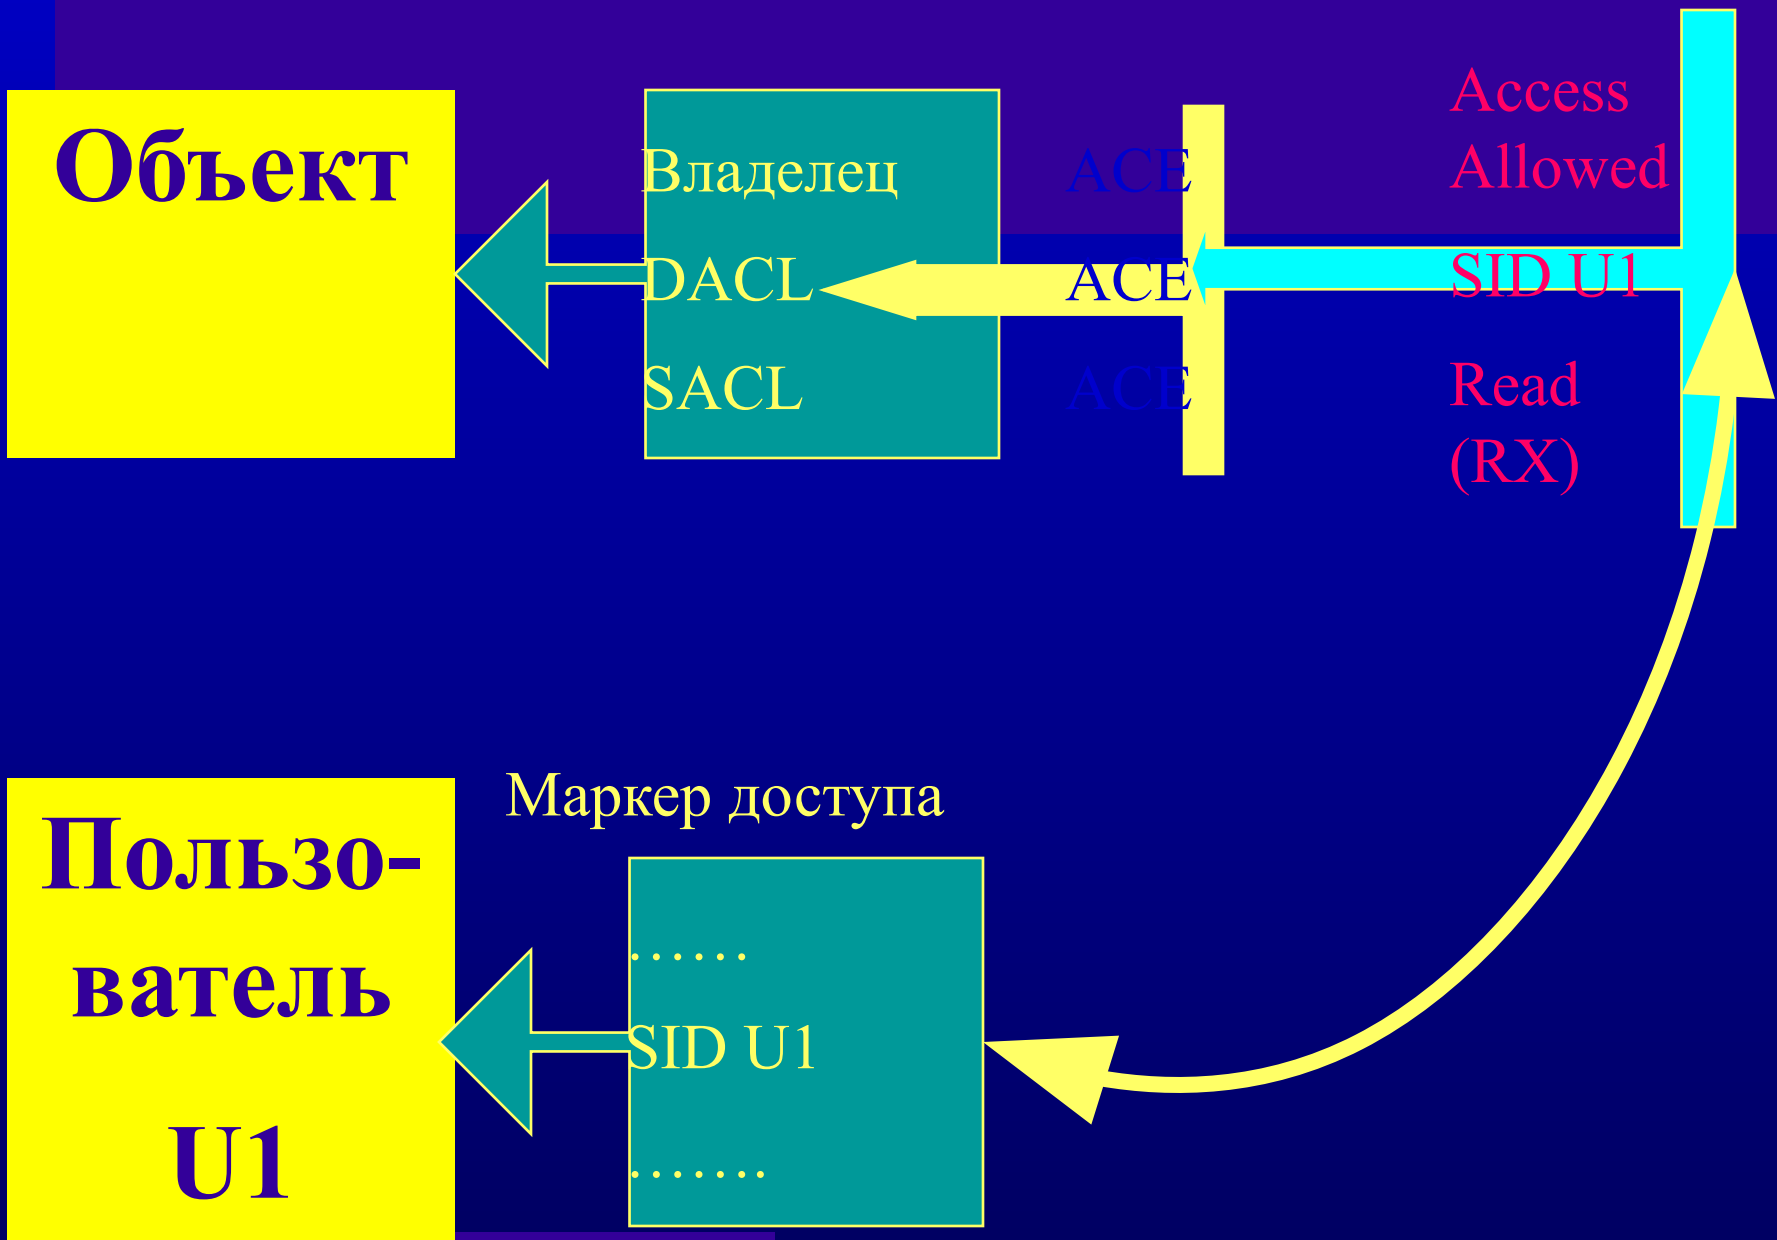 Объект
Владелец
DACL
SACL
ACE
ACE
ACE
Access
Allowed
SID U1
Read
(RX)
Маркер доступа
Пользо-
ватель
U1
......
SID U1
.......